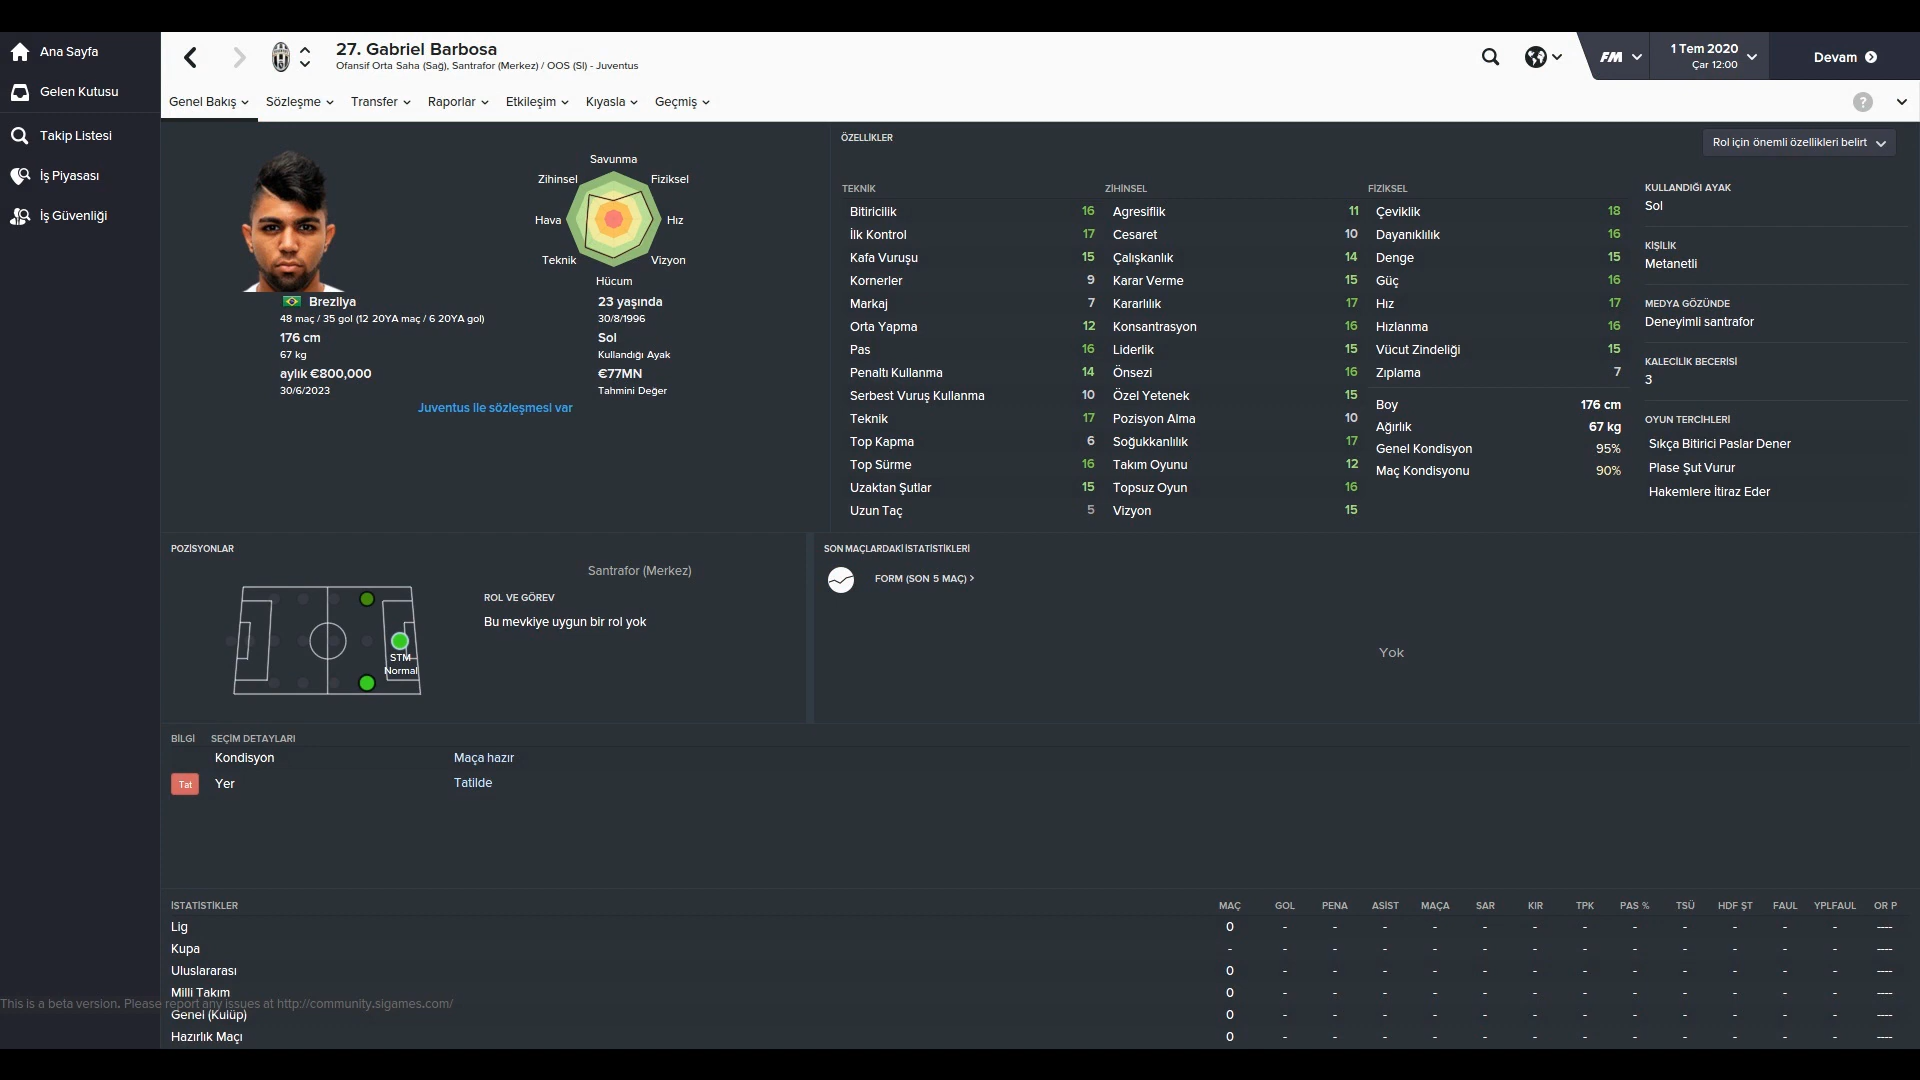 Ana Sayfa
Gelen Kutusu
Takip Listesi
İş Piyasası
İş Güvenliği
27. Gabriel Barbosa
Ofansif Orta Saha (Sağ), Santrafor (Merkez) / OOS (Sl) - Juventus
FM
1 Tem 2020
Çar 12:00
Devam
Genel Bakış Sözleşme Transfer Raporlar Etkileşim Kıyasla Geçmiş
?
Savunma
Zihinsel Fiziksel
Hava Hız
Teknik Vizyon
Hücum
Brezilya
48 maç / 35 gol (12 20YA maç / 6 20YA gol)
176 cm
67 kg
aylık €800,000
30/6/2023
23 yaşında
30/8/1996
Sol
Kullandığı Ayak
€77MN
Tahmini Değer
Juventus ile sözleşmesi var
ÖZELLİKLER
Rol için önemli özellikleri belirt
TEKNİK
Bitiricilik 16
İlk Kontrol 17
Kafa Vuruşu 15
Kornerler 9
Markaj 7
Orta Yapma 12
Pas 16
Penaltı Kullanma 14
Serbest Vuruş Kullanma 10
Teknik 17
Top Kapma 6
Top Sürme 16
Uzaktan Şutlar 15
Uzun Taç 5
ZİHİNSEL
Agresiflik 11
Cesaret 10
Çalışkanlık 14
Karar Verme 15
Kararlılık 17
Konsantrasyon 16
Liderlik 15
Önsezi 16
Özel Yetenek 15
Pozisyon Alma 10
Soğukkanlılık 17
Takım Oyunu 12
Topsuz Oyun 16
Vizyon 15
FİZİKSEL
Çeviklik 18
Dayanıklılık 16
Denge 15
Güç 16
Hız 17
Hızlanma 16
Vücut Zindeliği 15
Zıplama 7
Boy 176 cm
Ağırlık 67 kg
Genel Kondisyon 95%
Maç Kondisyonu 90%
KULLANDIĞI AYAK
Sol
KİŞİLİK
Metanetli
MEDYA GÖZÜNDE
Deneyimli santrafor
KALECİLİK BECERİSİ
3
OYUN TERCİHLERİ
Sıkça Bitirici Paslar Dener
Plase Şut Vurur
Hakemlere İtiraz Eder
POZİSYONLAR
Santrafor (Merkez)
ROL VE GÖREV
Bu mevkiye uygun bir rol yok
STM
Normal
SON MAÇLARDAKİ İSTATİSTİKLERİ
FORM (SON 5 MAÇ) >
Yok
BİLGİ SEÇİM DETAYLARI
Kondisyon Maça hazır
Tat Yer Tatilde
İSTATİSTİKLER MAÇ GOL PENA ASİST MAÇA SAR KIR TPK PAS % TSÜ HDF ŞT FAUL YPLFAUL OR P
Lig 0 - - - - - - - - - - - - ----
Kupa - - - - - - - - - - - - - ----
Uluslararası 0 - - - - - - - - - - - - ----
Milli Takım 0 - - - - - - - - - - - - ----
This is a beta version. Please report any issues at http://community.sigames.com/
Genel (Kulüp) 0 - - - - - - - - - - - - ----
Hazırlık Maçı 0 - - - - - - - - - - - - ----